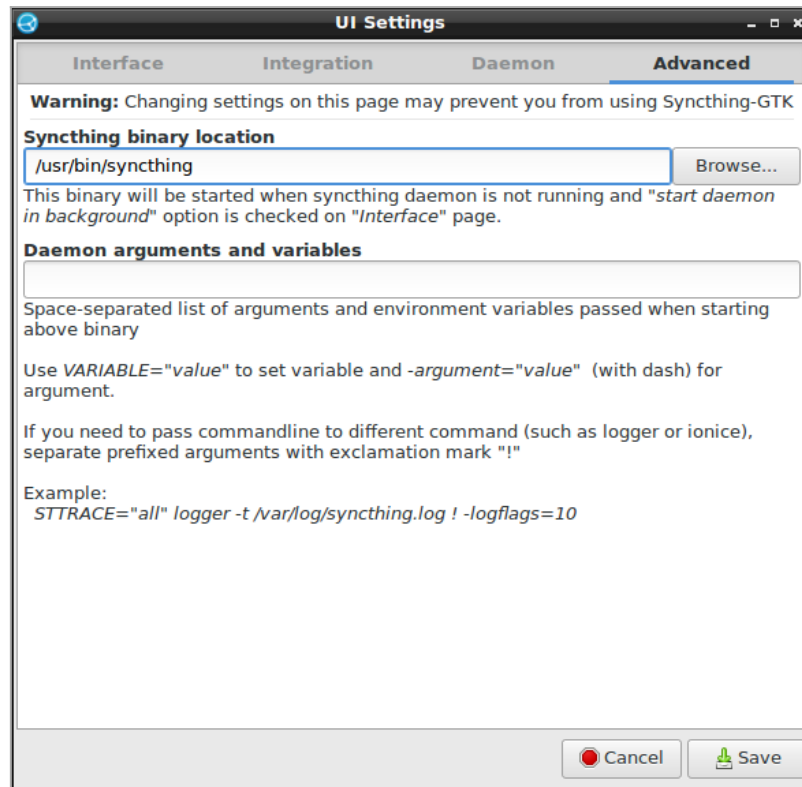 UI Settings
Interface Integration Daemon Advanced
Warning: Changing settings on this page may prevent you from using Syncthing-GTK
Syncthing binary location
/usr/bin/syncthing Browse...
This binary will be started when syncthing daemon is not running and "start daemon
in background" option is checked on "Interface" page.
Daemon arguments and variables
Space-separated list of arguments and environment variables passed when starting
above binary
Use VARIABLE="value" to set variable and -argument="value" (with dash) for
argument.
If you need to pass commandline to different command (such as logger or ionice),
separate prefixed arguments with exclamation mark "!"
Example:
STTRACE="all" logger -t /var/log/syncthing.log ! -logflags=10
Cancel Save